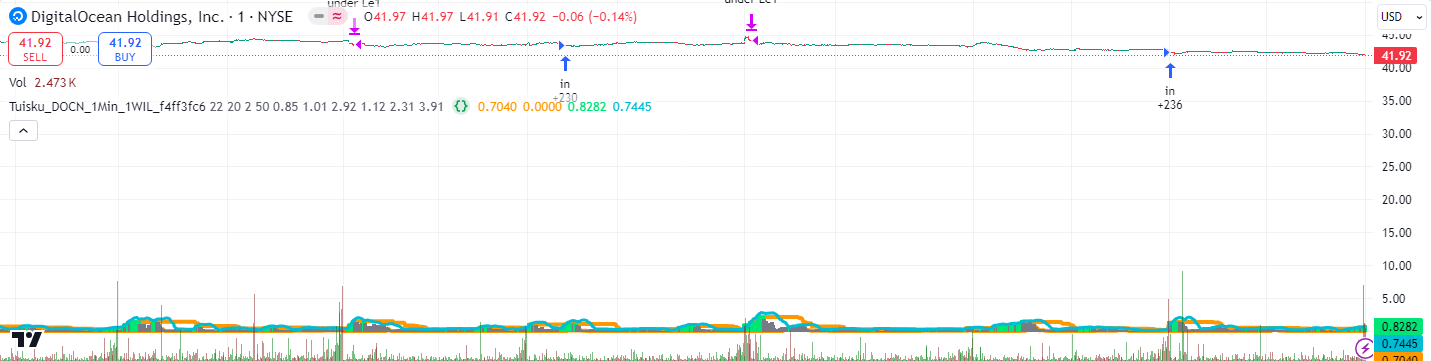 DigitalOcean Holdings, Inc. · 1 · NYSE
O41.97 H41.97 L41.91 C41.92 −0.06 (−0.14%)
under Le1
under Le1
USD
41.92
SELL
0.00
41.92
BUY
45.00
41.92
40.00
Vol 2.473 K
in
+230
in
+236
Tuisku_DOCN_1Min_1WIL_f4ff3fc6 22 20 2 50 0.85 1.01 2.92 1.12 2.31 3.91 {} 0.7040 0.0000 0.8282 0.7445
35.00
30.00
25.00
20.00
15.00
10.00
5.00
0.8282
0.7445
0.7040